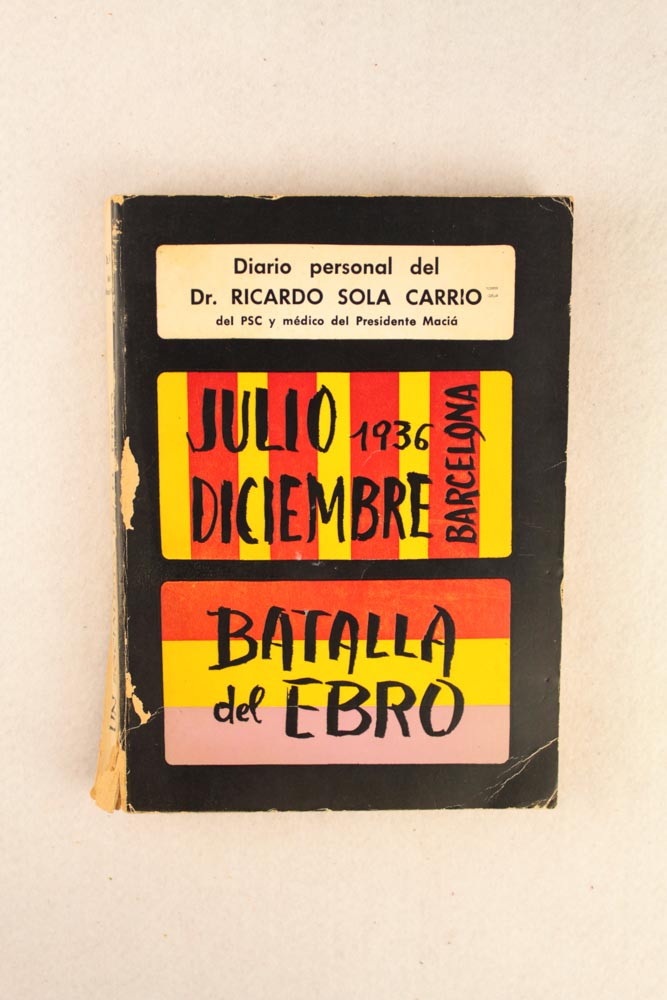 Diario personal del
Dr. RICARDO SOLA CARRIO
del PSC y médico del Presidente Maciá
JULIO 1936
DICIEMBRE
BARCELONA
BATALLA
del EBRO